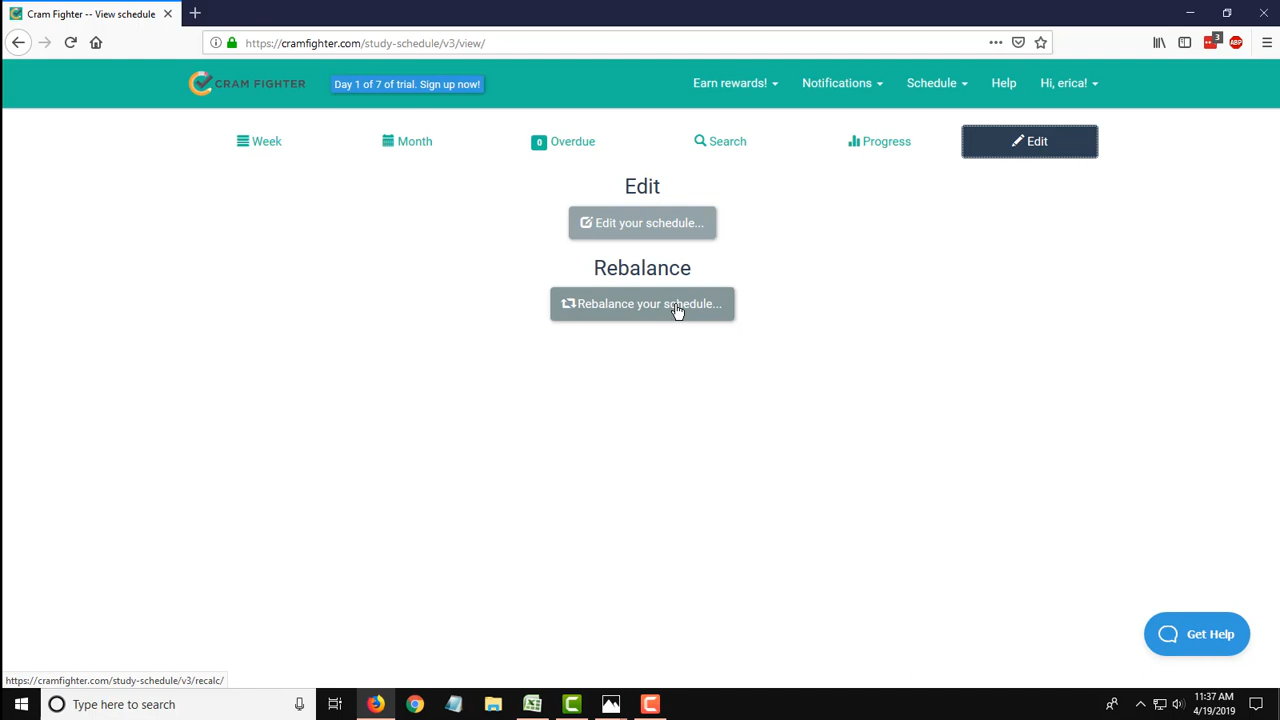 Cram Fighter -- View schedule
https://cramfighter.com/study-schedule/v3/view/
3
ABP
CRAM FIGHTER
Day 1 of 7 of trial. Sign up now!
Earn rewards!
Notifications
Schedule
Help
Hi, erica!
Week
Month
0 Overdue
Search
Progress
Edit
Edit
Edit your schedule...
Rebalance
Rebalance your schedule...
Get Help
https://cramfighter.com/study-schedule/v3/recalc/
Type here to search
11:37 AM
4/19/2019